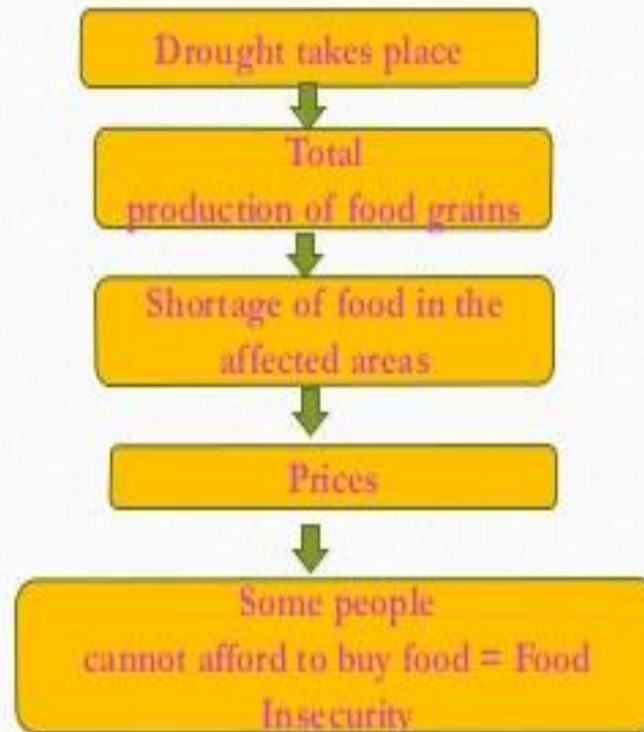 Drought takes place
Total
production of food grains
Shortage of food in the
affected areas
Prices
Some people
cannot afford to buy food = Food
Insecurity